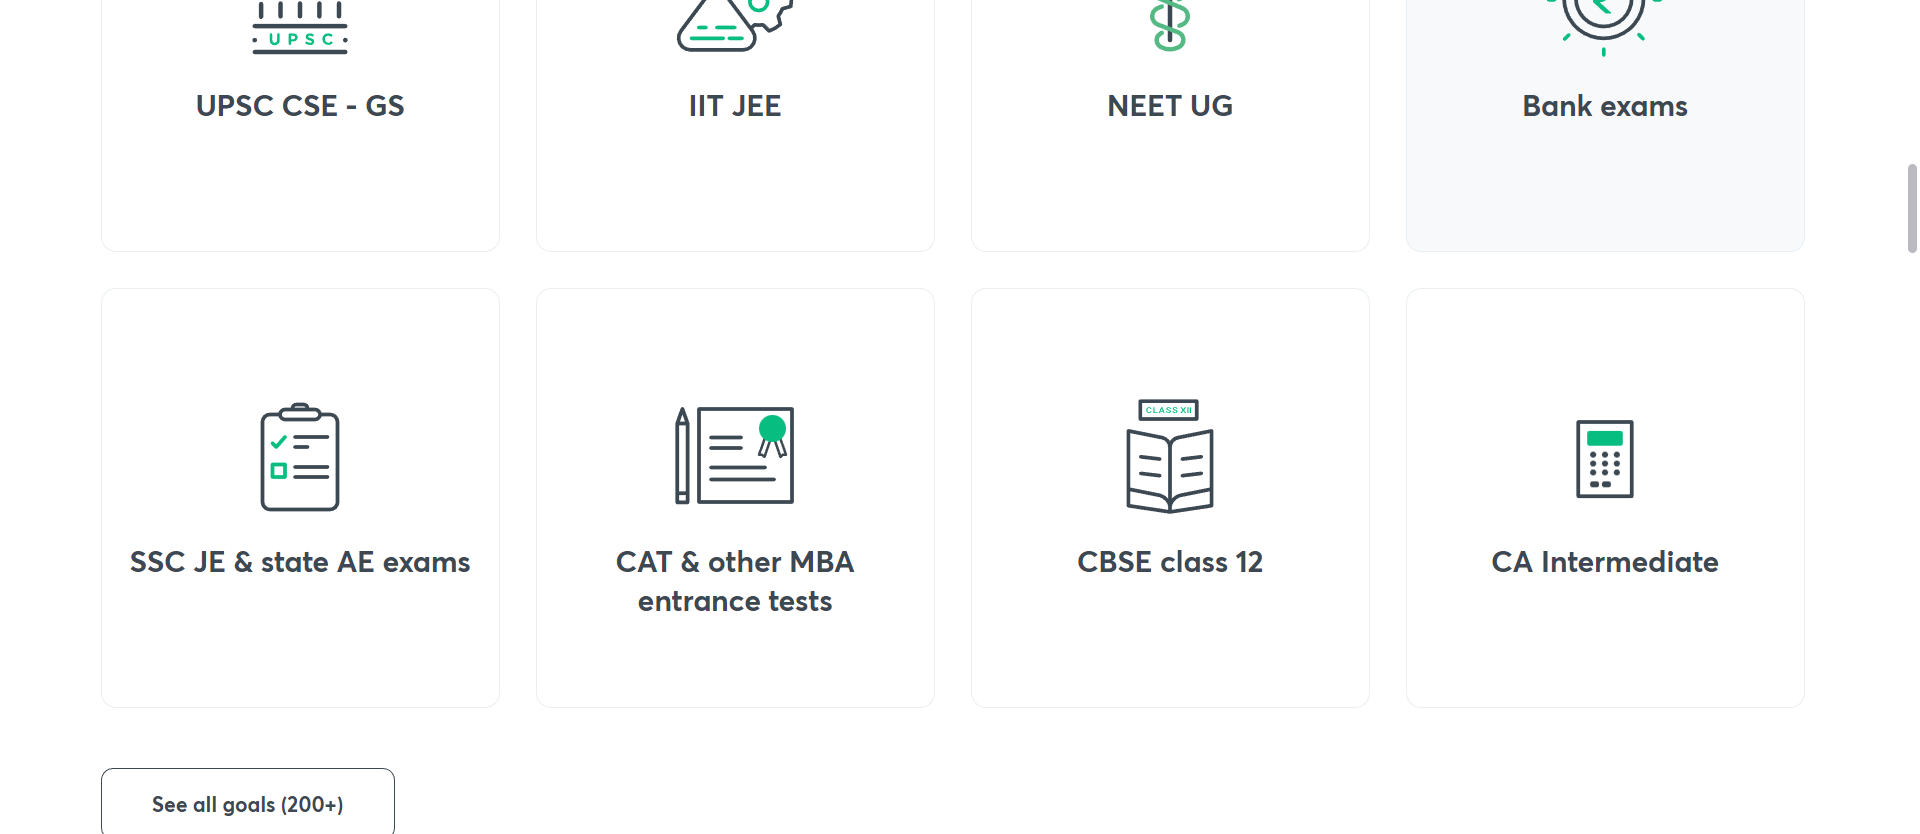 UPSC
UPSC CSE - GS
IIT JEE
NEET UG
Bank exams
CLASS XII
SSC JE & state AE exams
CAT & other MBA
entrance tests
CBSE class 12
CA Intermediate
See all goals (200+)